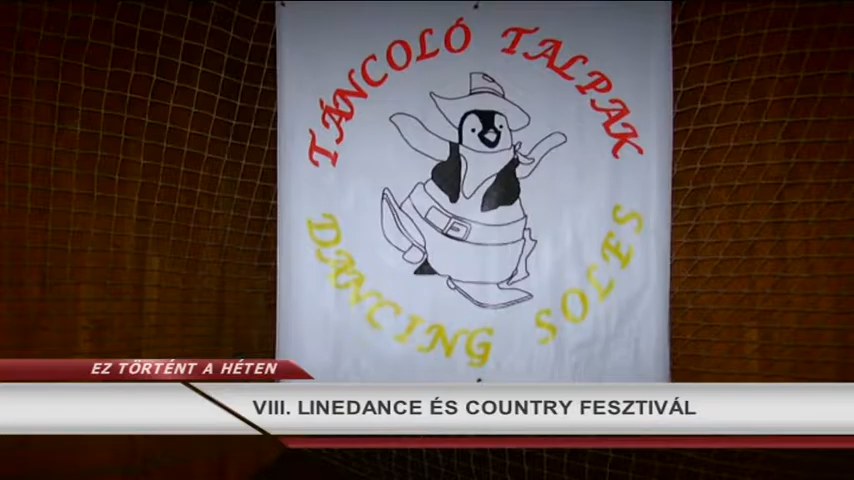 TÁNCOLÓ TALPAK
DANCING SOLES
EZ TÖRTÉNT A HÉTEN
VIII. LINEDANCE ÉS COUNTRY FESZTIVÁL